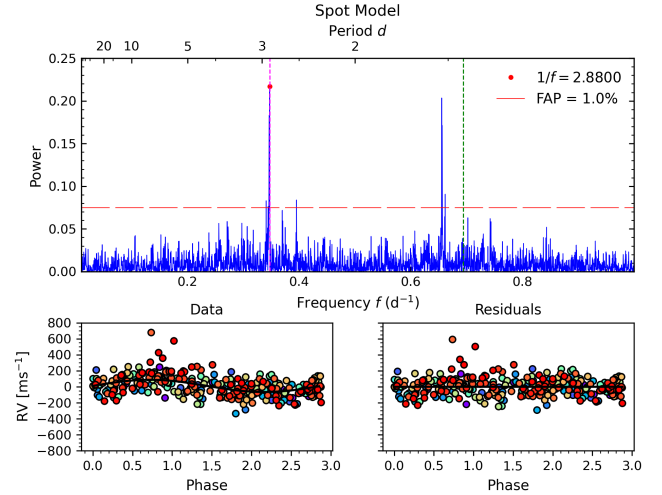 Spot Model
Period d
20 10 5 3 2
0.25
0.20
0.15
0.10
0.05
0.00
Power
1/f = 2.8800
FAP = 1.0%
0.2 0.4 0.6 0.8
Frequency f (d⁻¹)
Data
Residuals
800
600
400
200
0
−200
−400
−600
−800
RV [ms⁻¹]
0.0 0.5 1.0 1.5 2.0 2.5 3.0
0.0 0.5 1.0 1.5 2.0 2.5 3.0
Phase
Phase